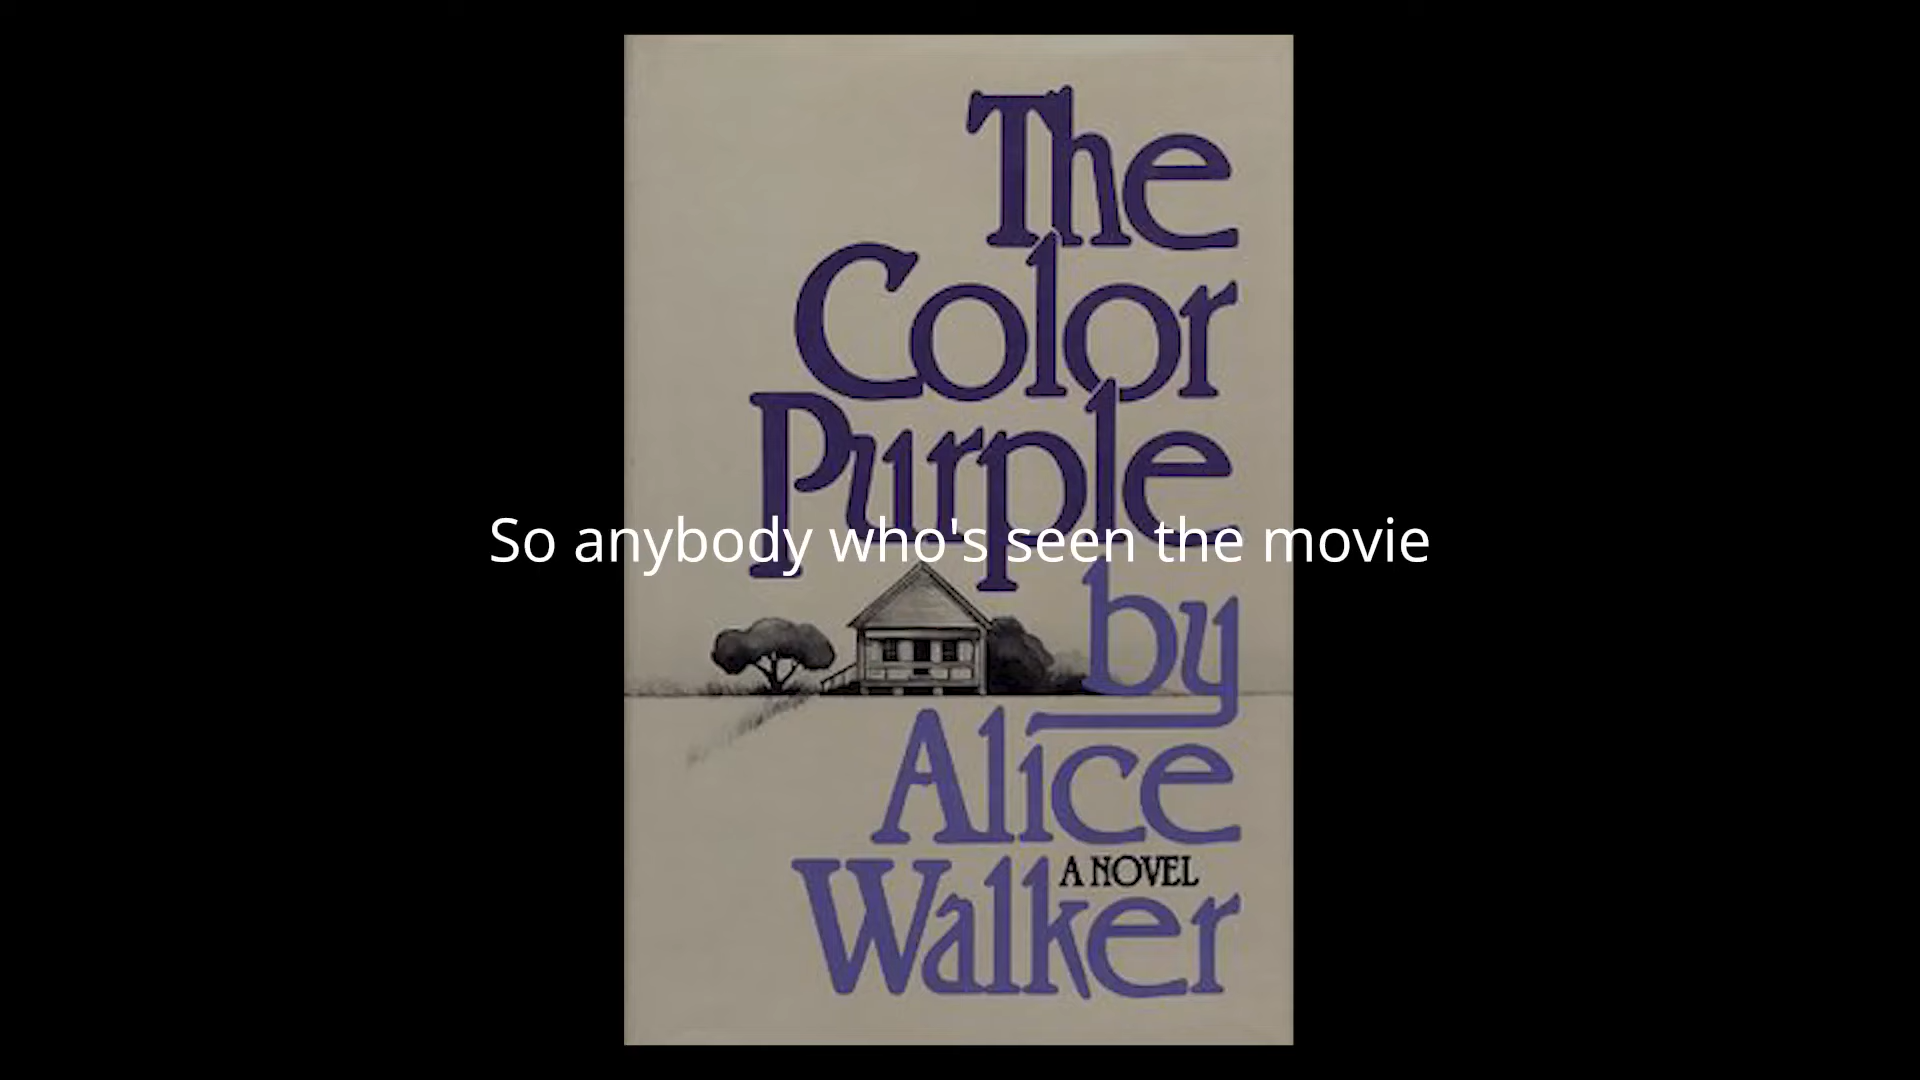 The
Color
Purple
So anybody who's seen the movie
by
Alice
A NOVEL
Walker